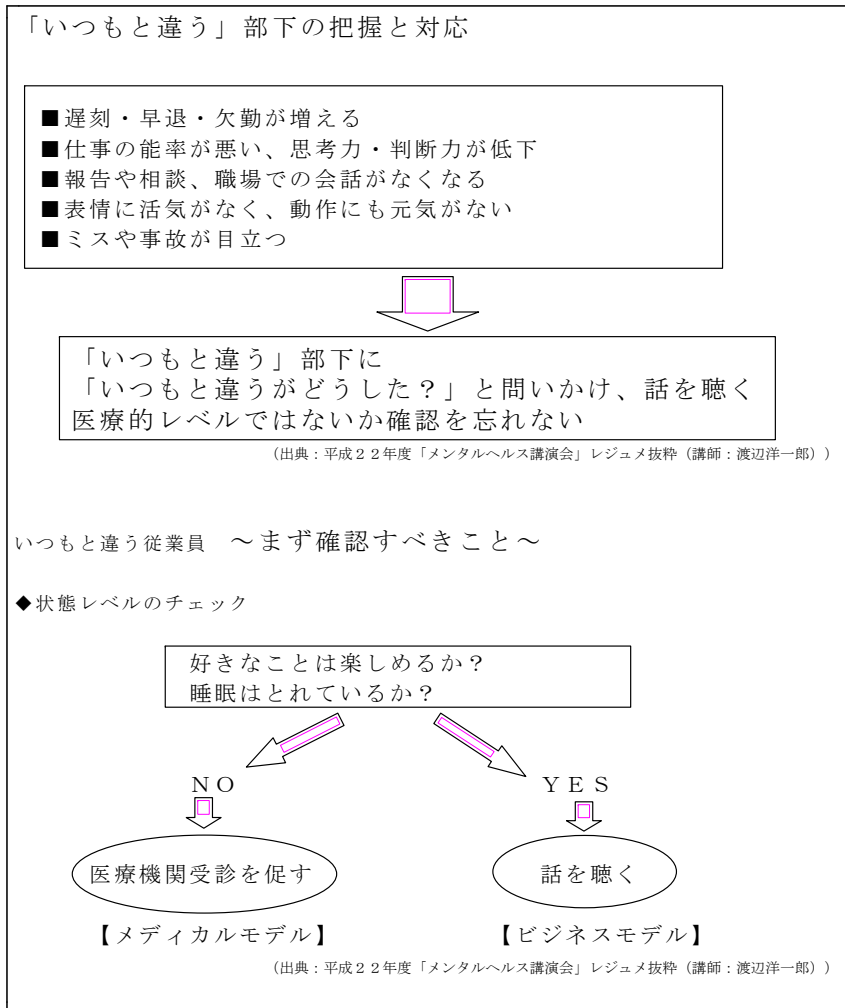 「いつもと違う」部下の把握と対応
■遅刻・早退・欠勤が増える
■仕事の能率が悪い、思考力・判断力が低下
■報告や相談、職場での会話がなくなる
■表情に活気がなく、動作にも元気がない
■ミスや事故が目立つ
「いつもと違う」部下に
「いつもと違うがどうした？」と問いかけ、話を聴く
医療的レベルではないか確認を忘れない
（出典：平成２２年度「メンタルヘルス講演会」レジュメ抜粋（講師：渡辺洋一郎））
いつもと違う従業員　～まず確認すべきこと～
◆状態レベルのチェック
好きなことは楽しめるか？
睡眠はとれているか？
ＮＯ
ＹＥＳ
医療機関受診を促す
話を聴く
【メディカルモデル】
【ビジネスモデル】
（出典：平成２２年度「メンタルヘルス講演会」レジュメ抜粋（講師：渡辺洋一郎））